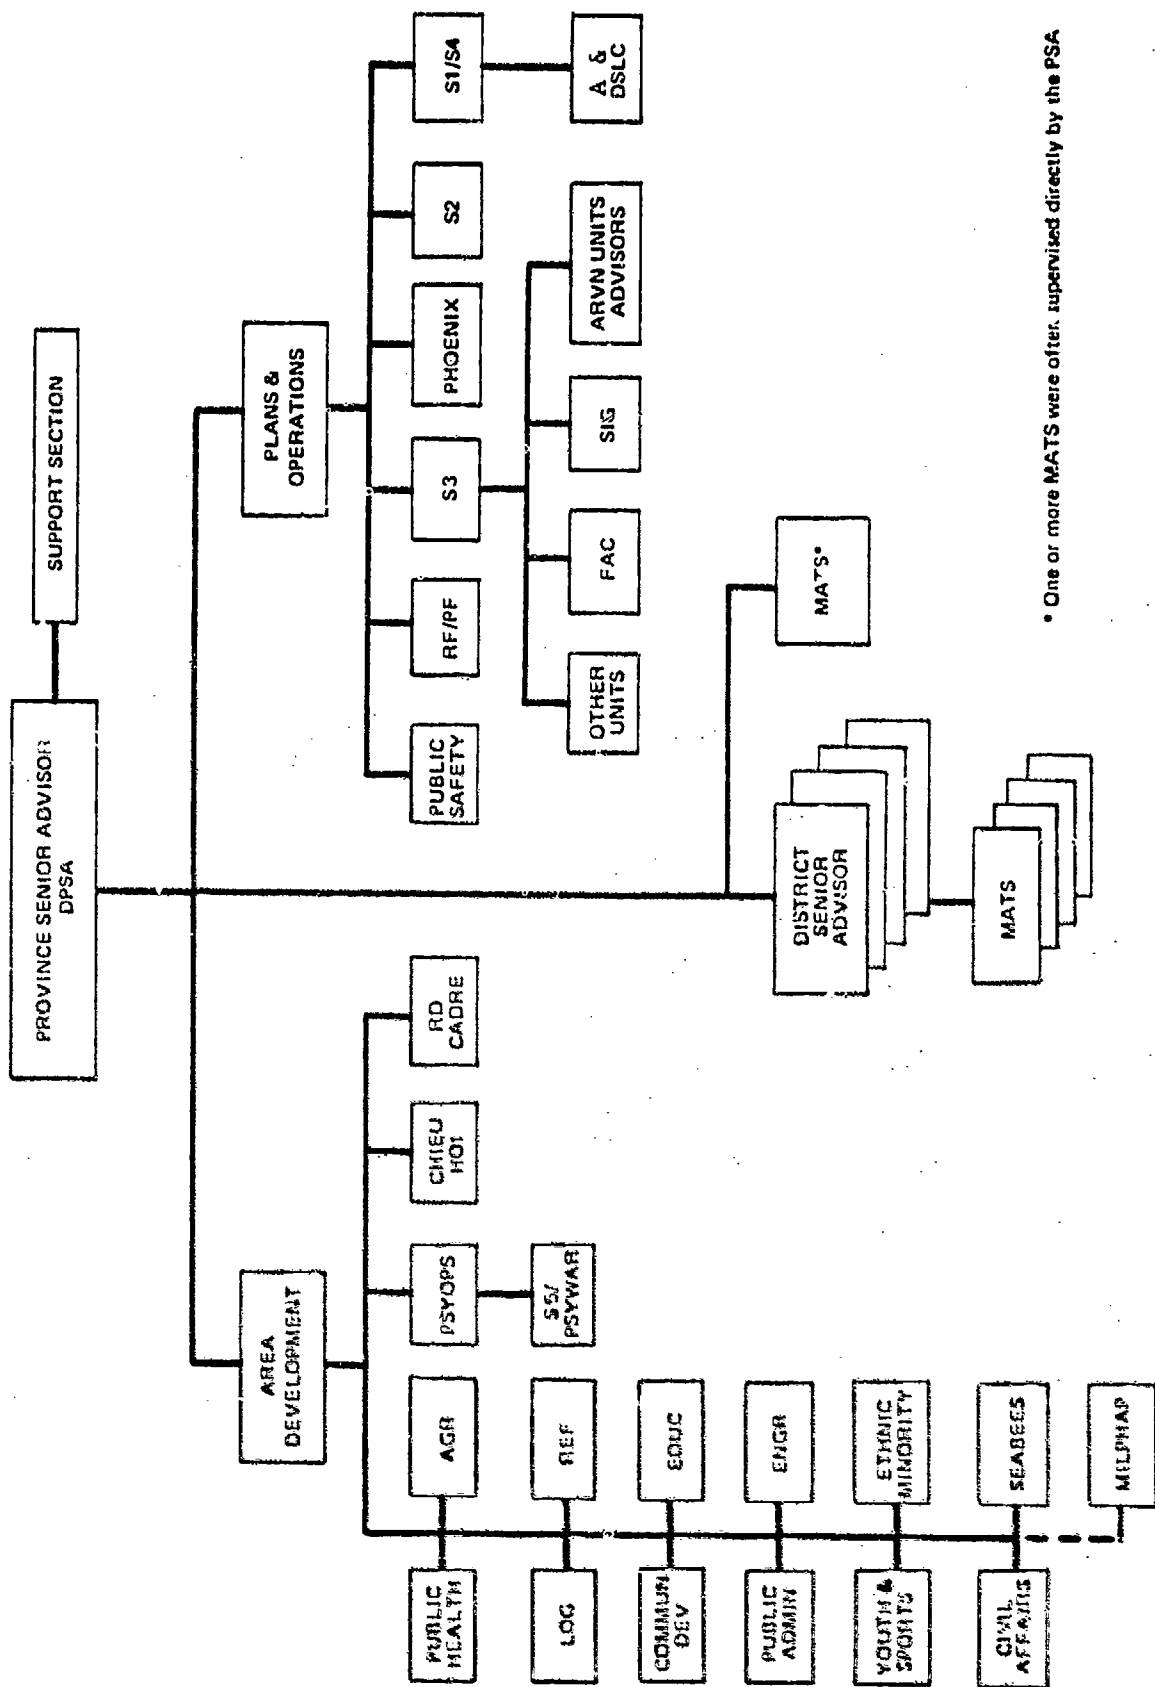 PROVINCE SENIOR ADVISOR
DPSA
SUPPORT SECTION
AREA
DEVELOPMENT
PLANS &
OPERATIONS
PUBLIC
HEALTH
AGR
PSYOPS
CHIEU
HOI
RD
CADRE
PUBLIC
SAFETY
RF/PF
S3
PHOENIX
S2
S1/S4
LOG
REF
S5/
PSYWAR
OTHER
UNITS
FAC
SIG
ARVN UNITS
ADVISORS
A &
DSLC
COMMUN
DEV
EDUC
PUBLIC
ADMIN
ENGR
DISTRICT
SENIOR
ADVISOR
MATS*
YOUTH &
SPORTS
ETHNIC
MINORITY
CIVIL
AFFAIRS
SEABEES
MATS
MILPHAP
* One or more MATS were often supervised directly by the PSA